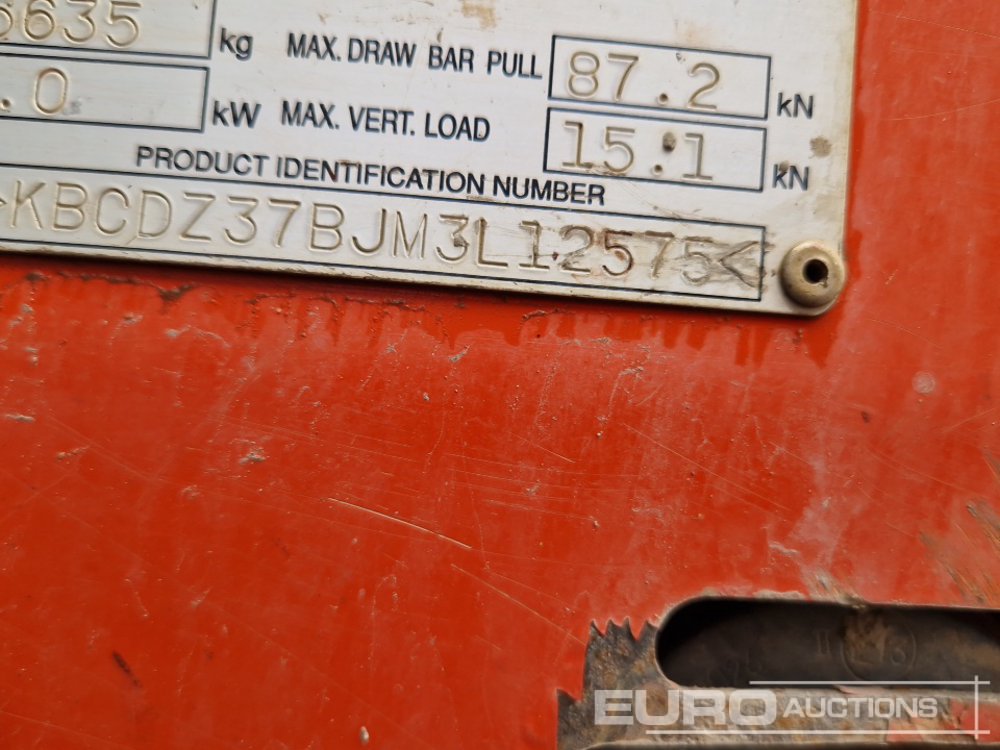 6635 kg MAX. DRAW BAR PULL 87.2 kN
.0 kW MAX. VERT. LOAD 15.1 kN
PRODUCT IDENTIFICATION NUMBER
>KBCDZ37BJM3L12575<
EURO AUCTIONS